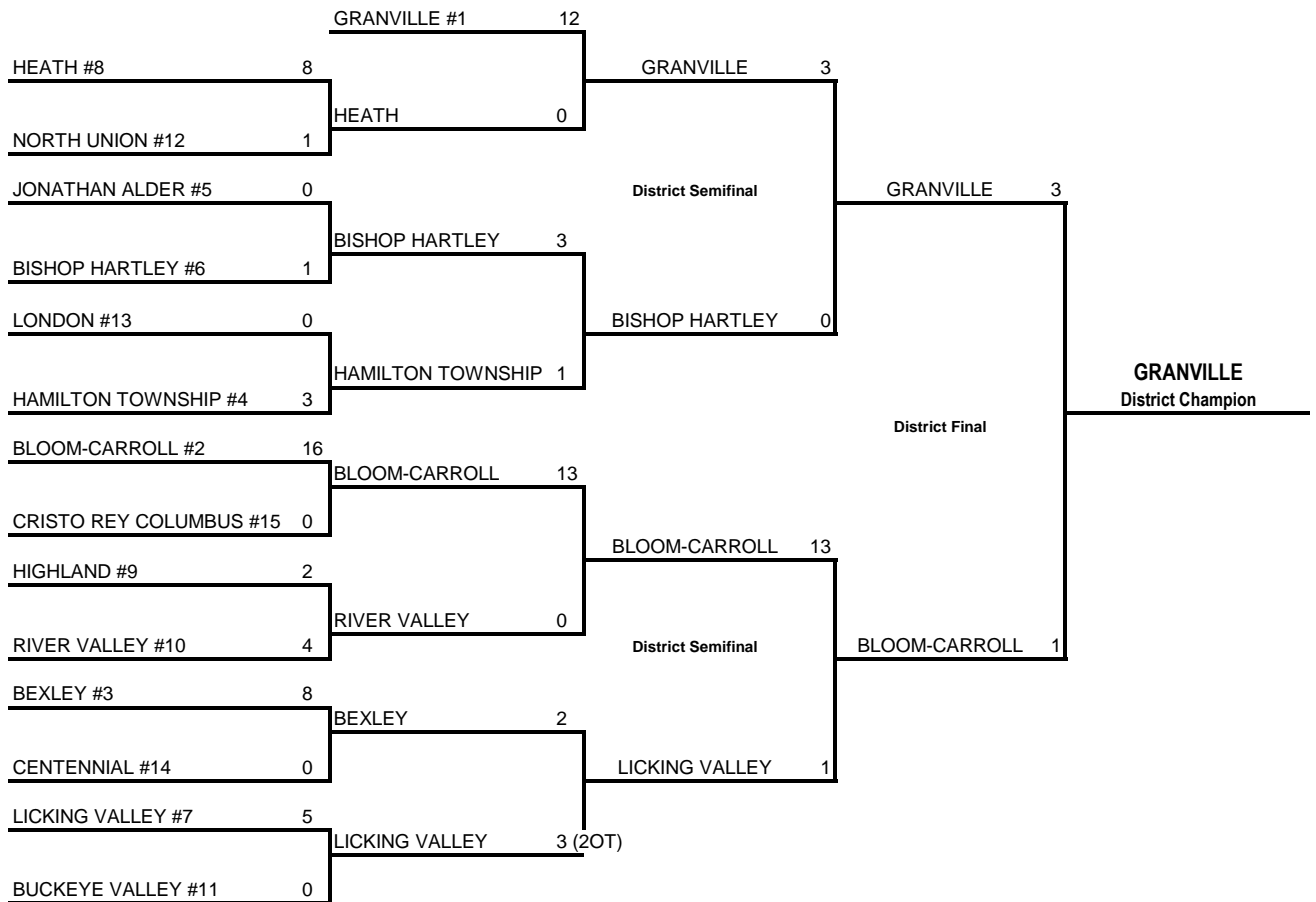 GRANVILLE #1 12
HEATH #8 8
GRANVILLE 3
HEATH 0
NORTH UNION #12 1
JONATHAN ALDER #5 0
District Semifinal
GRANVILLE 3
BISHOP HARTLEY 3
BISHOP HARTLEY #6 1
LONDON #13 0
BISHOP HARTLEY 0
HAMILTON TOWNSHIP 1
GRANVILLE
HAMILTON TOWNSHIP #4 3
District Champion
District Final
BLOOM-CARROLL #2 16
BLOOM-CARROLL 13
CRISTO REY COLUMBUS #15 0
BLOOM-CARROLL 13
HIGHLAND #9 2
RIVER VALLEY 0
RIVER VALLEY #10 4
District Semifinal
BLOOM-CARROLL 1
BEXLEY #3 8
BEXLEY 2
CENTENNIAL #14 0
LICKING VALLEY 1
LICKING VALLEY #7 5
LICKING VALLEY 3 (2OT)
BUCKEYE VALLEY #11 0